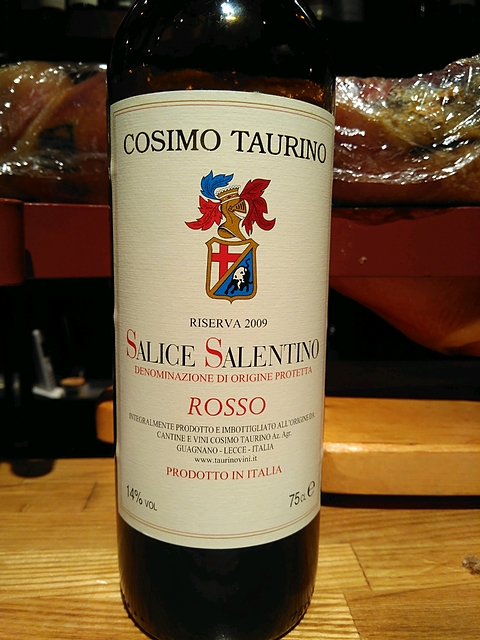 COSIMO TAURINO
RISERVA 2009
SALICE SALENTINO
DENOMINAZIONE DI ORIGINE PROTETTA
ROSSO
INTEGRALMENTE PRODOTTO E IMBOTTIGLIATO ALL'ORIGINE DA
CANTINE E VINI COSIMO TAURINO Az. Agr.
GUAGNANO - LECCE - ITALIA
www.taurinovini.it
PRODOTTO IN ITALIA
14% VOL
75CL e